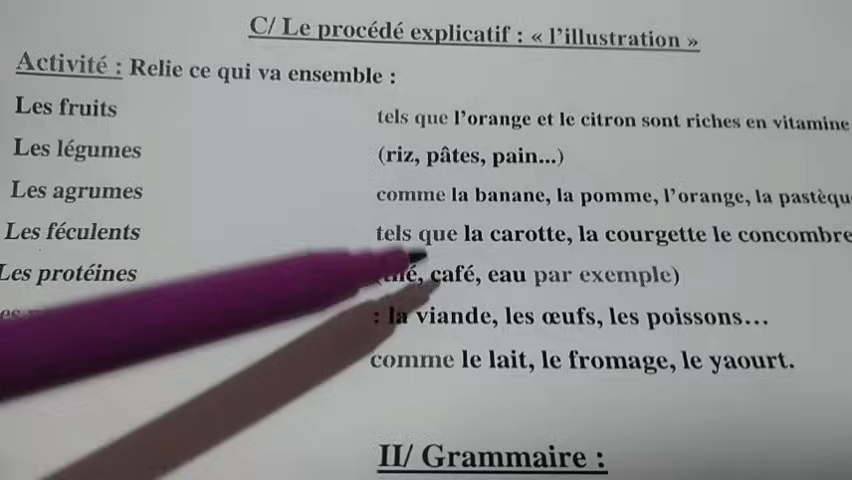 C/ Le procédé explicatif : « l'illustration »
Activité : Relie ce qui va ensemble :
Les fruits tels que l'orange et le citron sont riches en vitamine
Les légumes (riz, pâtes, pain...)
Les agrumes comme la banane, la pomme, l'orange, la
Les féculents tels que la carotte, la courgette le concombre
Les protéines café, eau par exemple)
: la viande, les œufs, les poissons…
comme le lait, le fromage, le yaourt.
II/ Grammaire :